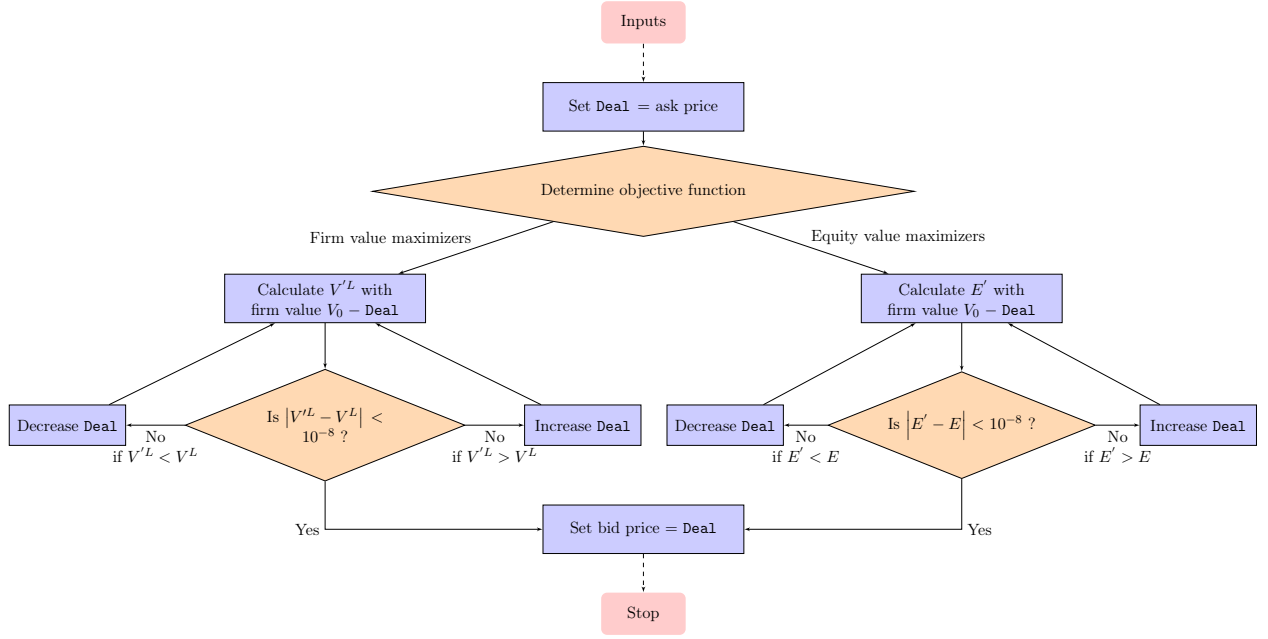 Inputs
Set Deal = ask price
Determine objective function
Firm value maximizers
Equity value maximizers
Calculate V′ᴸ with
firm value V₀ − Deal
Calculate E′ with
firm value V₀ − Deal
Decrease Deal
Is |V′ᴸ − Vᴸ| <
10⁻⁸ ?
Increase Deal
Decrease Deal
Is |E′ − E| < 10⁻⁸ ?
Increase Deal
No
if V′ᴸ < Vᴸ
No
if V′ᴸ > Vᴸ
No
if E′ < E
No
if E′ > E
Yes
Set bid price = Deal
Yes
Stop